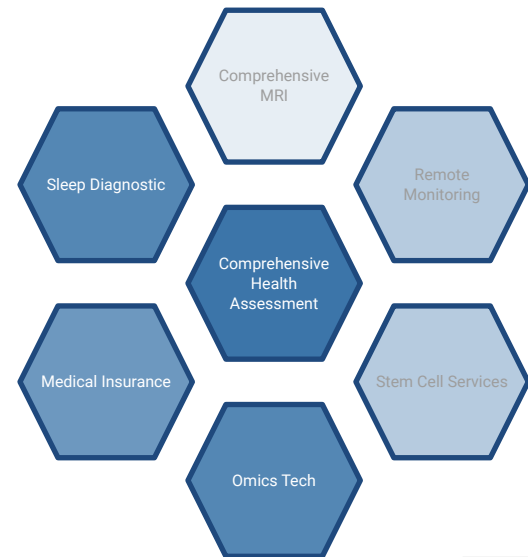 Comprehensive
MRI
Sleep Diagnostic
Remote
Monitoring
Comprehensive
Health
Assessment
Medical Insurance
Stem Cell Services
Omics Tech